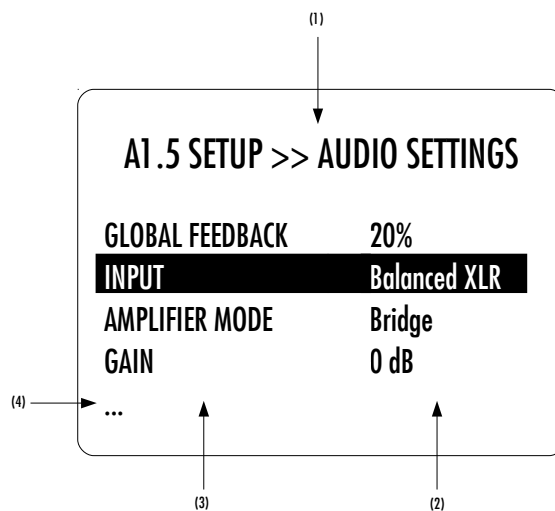 (1)
A1.5 SETUP >> AUDIO SETTINGS
GLOBAL FEEDBACK 20%
INPUT Balanced XLR
AMPLIFIER MODE Bridge
GAIN 0 dB
(4) ...
(3) (2)